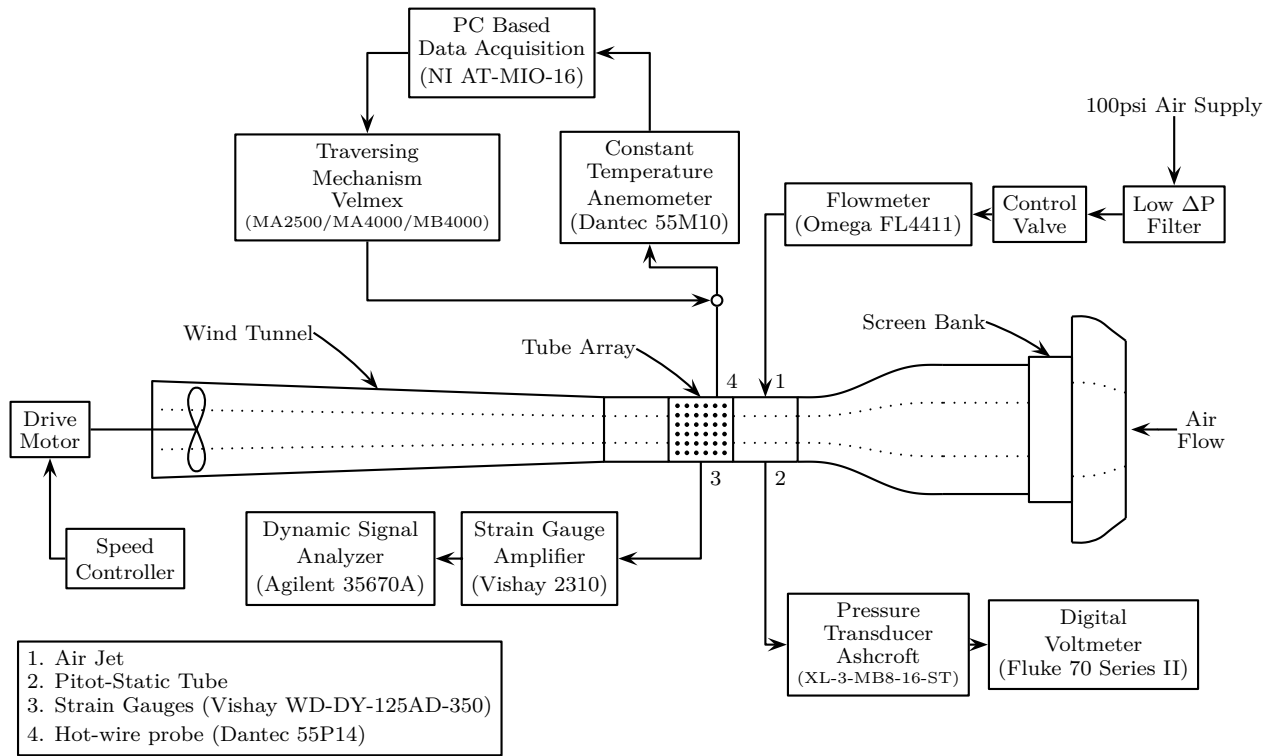 PC Based
Data Acquisition
(NI AT-MIO-16)
100psi Air Supply
Traversing
Mechanism
Velmex
(MA2500/MA4000/MB4000)
Constant
Temperature
Anemometer
(Dantec 55M10)
Flowmeter
(Omega FL4411)
Control
Valve
Low ΔP
Filter
Wind Tunnel
Tube Array
Screen Bank
4
1
Drive
Motor
Air
Flow
3
2
Speed
Controller
Dynamic Signal
Analyzer
(Agilent 35670A)
Strain Gauge
Amplifier
(Vishay 2310)
Pressure
Transducer
Ashcroft
(XL-3-MB8-16-ST)
Digital
Voltmeter
(Fluke 70 Series II)
1. Air Jet
2. Pitot-Static Tube
3. Strain Gauges (Vishay WD-DY-125AD-350)
4. Hot-wire probe (Dantec 55P14)